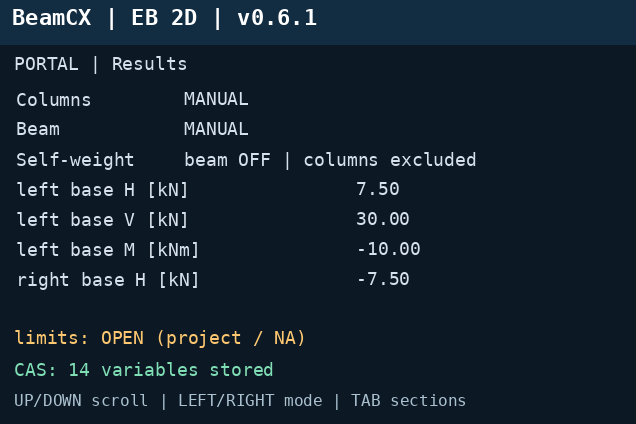 BeamCX | EB 2D | v0.6.1
PORTAL | Results
Columns MANUAL
Beam MANUAL
Self-weight beam OFF | columns excluded
left base H [kN] 7.50
left base V [kN] 30.00
left base M [kNm] -10.00
right base H [kN] -7.50
limits: OPEN (project / NA)
CAS: 14 variables stored
UP/DOWN scroll | LEFT/RIGHT mode | TAB sections